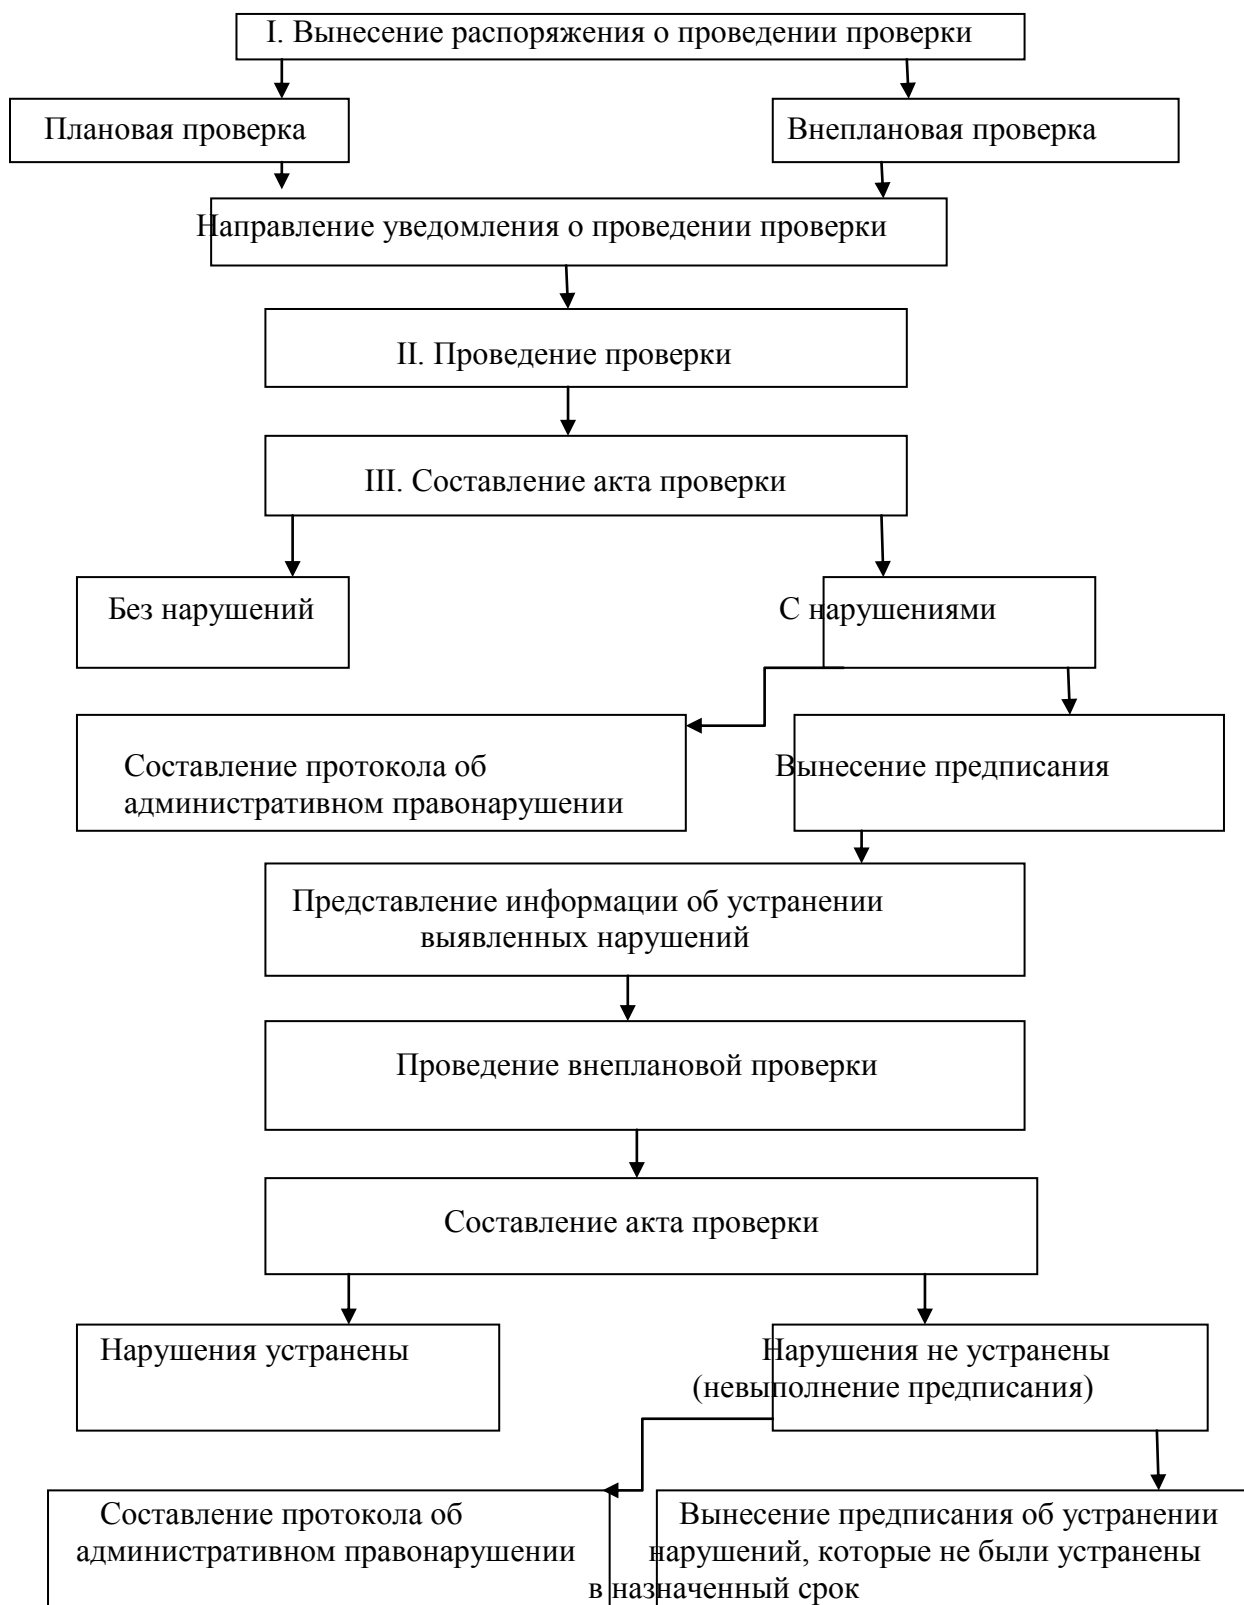 I. Вынесение распоряжения о проведении проверки
Плановая проверка
Внеплановая проверка
Направление уведомления о проведении проверки
II. Проведение проверки
III. Составление акта проверки
Без нарушений
С нарушениями
Составление протокола об
административном правонарушении
Вынесение предписания
Представление информации об устранении
выявленных нарушений
Проведение внеплановой проверки
Составление акта проверки
Нарушения устранены
Нарушения не устранены
(невыполнение предписания)
Составление протокола об
административном правонарушении
Вынесение предписания об устранении
нарушений, которые не были устранены
в назначенный срок